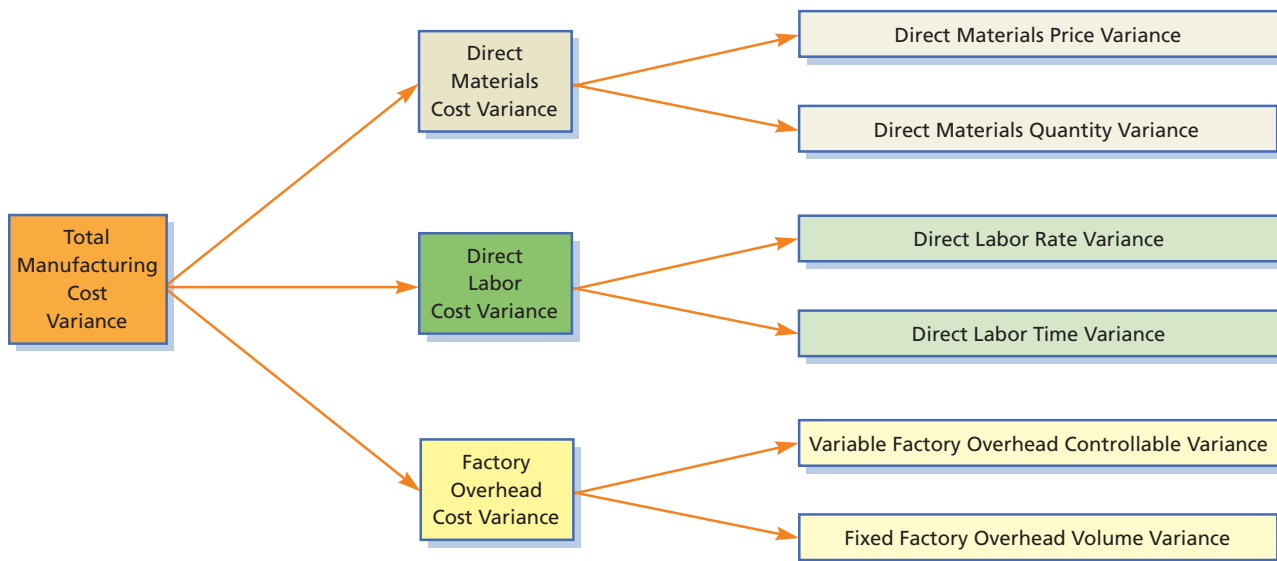 Total
Manufacturing
Cost
Variance
Direct
Materials
Cost Variance
Direct Materials Price Variance
Direct Materials Quantity Variance
Direct
Labor
Cost Variance
Direct Labor Rate Variance
Direct Labor Time Variance
Factory
Overhead
Cost Variance
Variable Factory Overhead Controllable Variance
Fixed Factory Overhead Volume Variance